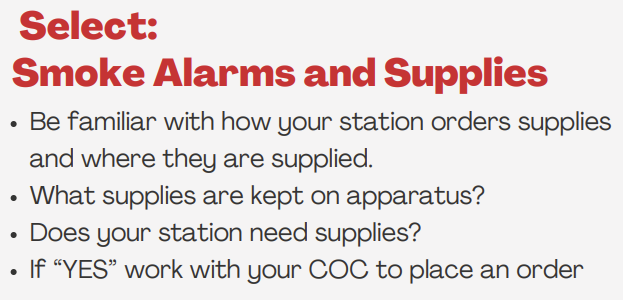 Select:
Smoke Alarms and Supplies
• Be familiar with how your station orders supplies
and where they are supplied.
• What supplies are kept on apparatus?
• Does your station need supplies?
• If “YES” work with your COC to place an order